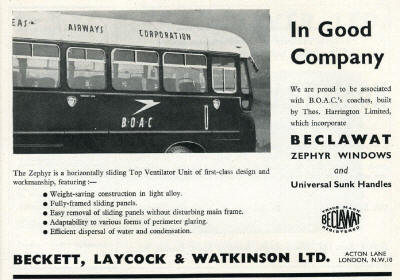 EAS AIRWAYS CORPORATION
B·O·A·C
In Good
Company
We are proud to be associated
with B.O.A.C.'s coaches, built
by Thos. Harrington Limited,
which incorporate
BECLAWAT
ZEPHYR WINDOWS
and
Universal Sunk Handles
TRADE MARK
BECLAWAT
REGISTERED
The Zephyr is a horizontally sliding Top Ventilator Unit of first-class design and
workmanship, featuring :—
● Weight-saving construction in light alloy.
● Fully-framed sliding panels.
● Easy removal of sliding panels without disturbing main frame.
● Adaptability to various forms of perimeter glazing.
● Efficient dispersal of water and condensation.
BECKETT, LAYCOCK & WATKINSON LTD.
ACTON LANE
LONDON, N.W.10